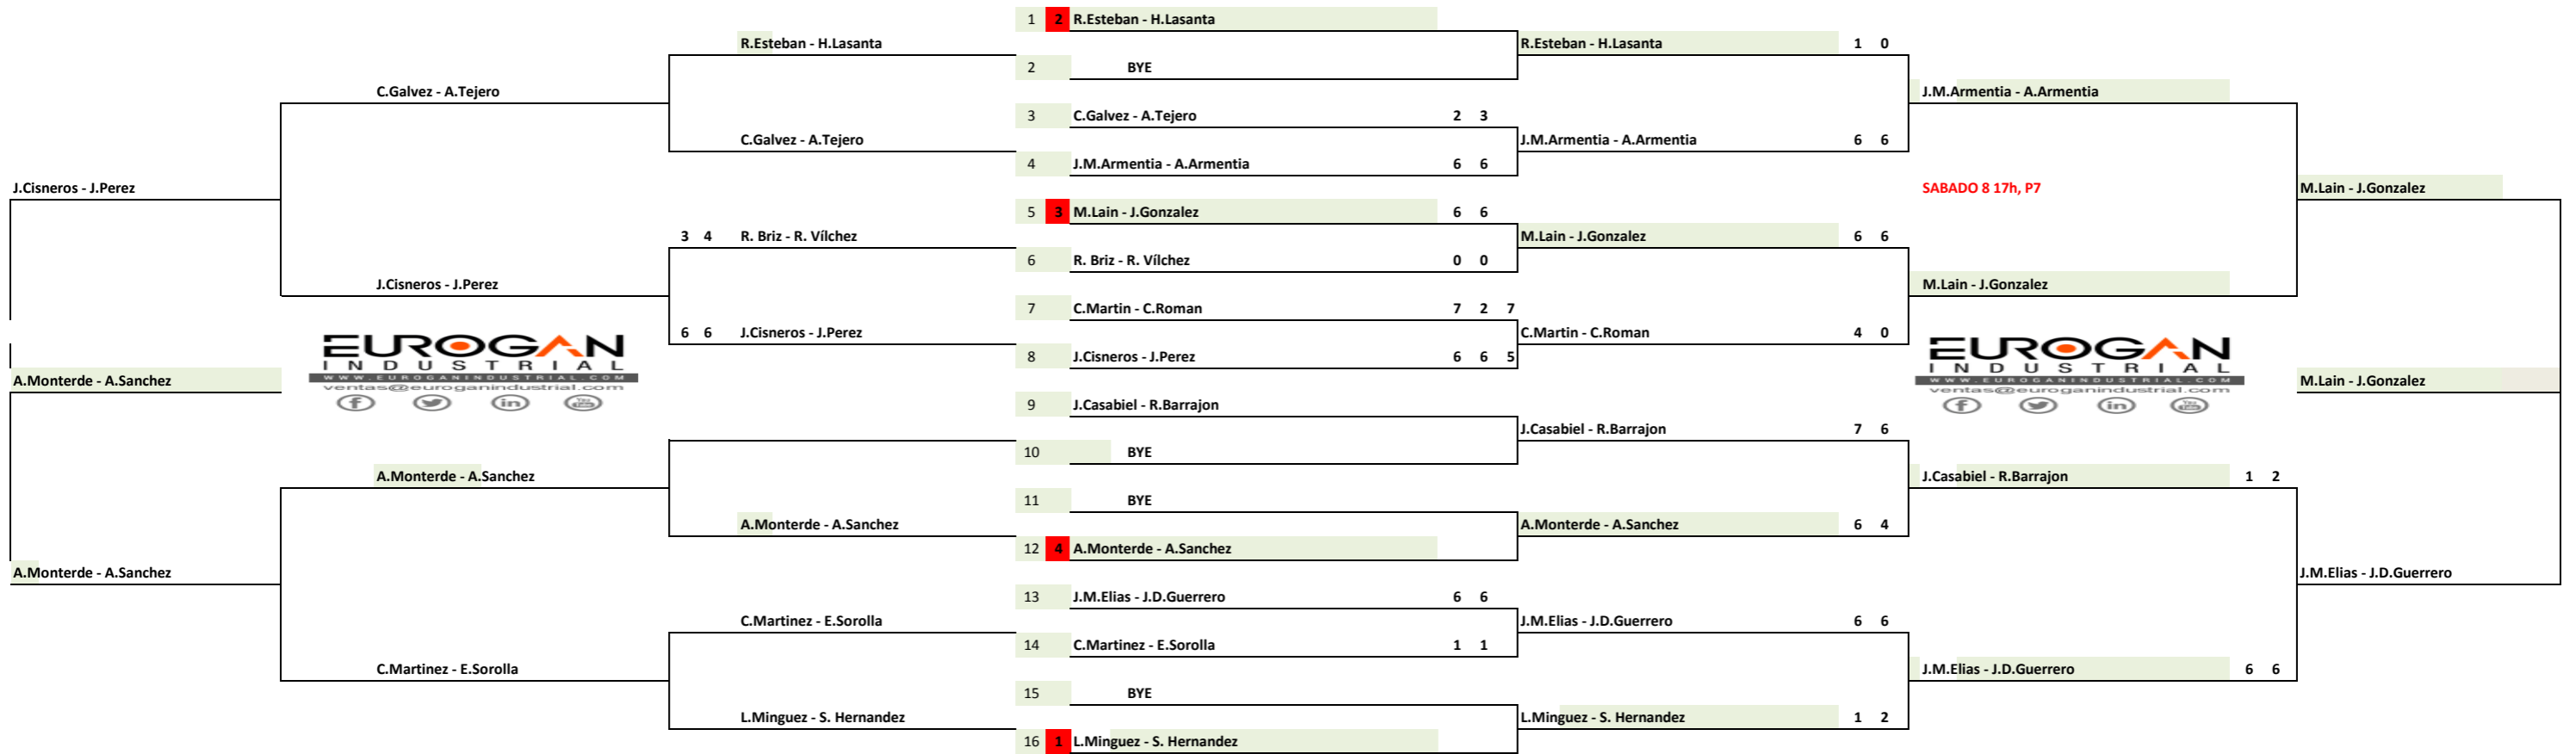 1 2 R.Esteban - H.Lasanta
R.Esteban - H.Lasanta
R.Esteban - H.Lasanta 1 0
2 BYE
C.Galvez - A.Tejero
J.M.Armentia - A.Armentia
3 C.Galvez - A.Tejero 2 3
C.Galvez - A.Tejero
J.M.Armentia - A.Armentia 6 6
4 J.M.Armentia - A.Armentia 6 6
J.Cisneros - J.Perez
SABADO 8 17h, P7
M.Lain - J.Gonzalez
5 3 M.Lain - J.Gonzalez 6 6
3 4 R. Briz - R. Vílchez
M.Lain - J.Gonzalez 6 6
6 R. Briz - R. Vílchez 0 0
J.Cisneros - J.Perez
M.Lain - J.Gonzalez
7 C.Martin - C.Roman 7 2 7
6 6 J.Cisneros - J.Perez
C.Martin - C.Roman 4 0
8 J.Cisneros - J.Perez 6 6 5
EUROGAN
INDUSTRIAL
WWW.EUROGANINDUSTRIAL.COM
ventas@euroganindustrial.com
f in You Tube
EUROGAN
INDUSTRIAL
WWW.EUROGANINDUSTRIAL.COM
ventas@euroganindustrial.com
f in You Tube
A.Monterde - A.Sanchez
M.Lain - J.Gonzalez
9 J.Casabiel - R.Barrajon
J.Casabiel - R.Barrajon 7 6
10 BYE
A.Monterde - A.Sanchez
J.Casabiel - R.Barrajon 1 2
11 BYE
A.Monterde - A.Sanchez
A.Monterde - A.Sanchez 6 4
12 4 A.Monterde - A.Sanchez
A.Monterde - A.Sanchez
J.M.Elias - J.D.Guerrero
13 J.M.Elias - J.D.Guerrero 6 6
C.Martinez - E.Sorolla
J.M.Elias - J.D.Guerrero 6 6
14 C.Martinez - E.Sorolla 1 1
C.Martinez - E.Sorolla
J.M.Elias - J.D.Guerrero 6 6
15 BYE
L.Minguez - S. Hernandez
L.Minguez - S. Hernandez 1 2
16 1 L.Minguez - S. Hernandez